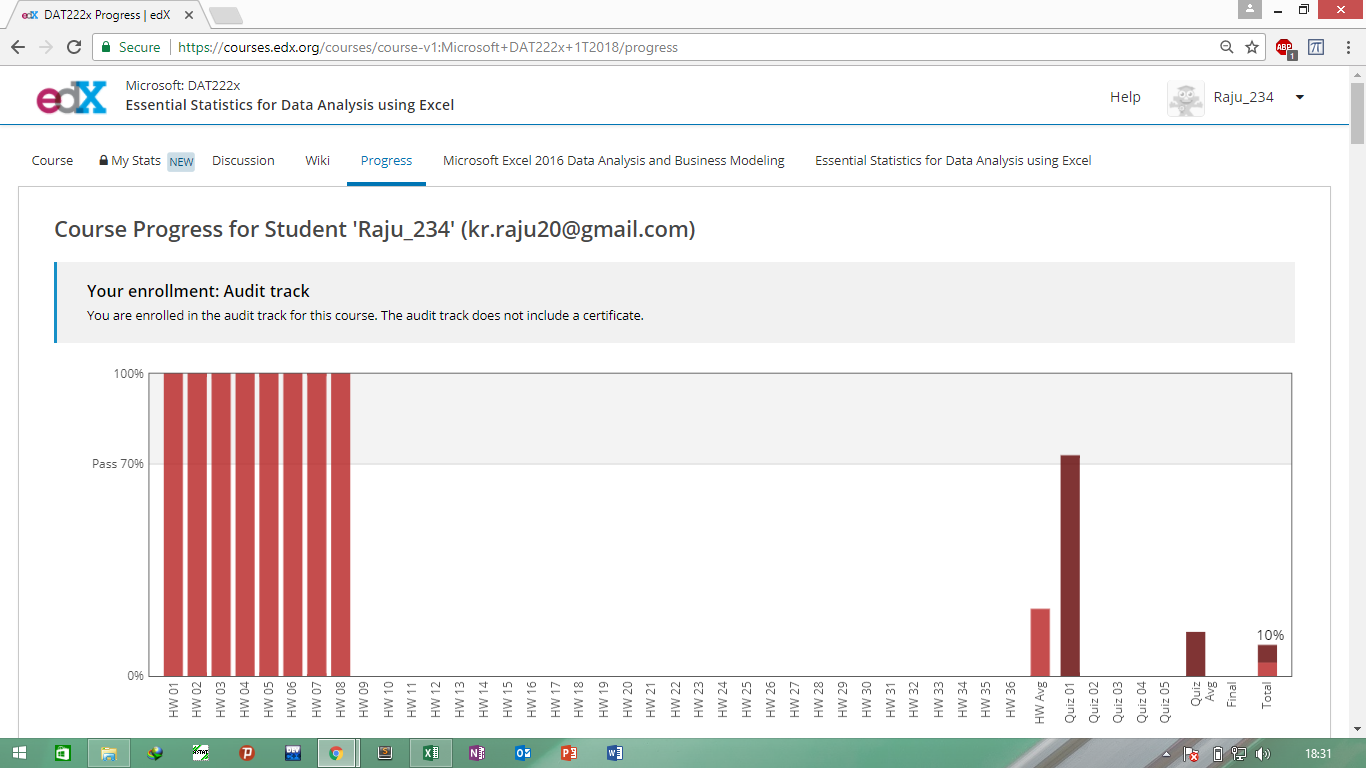 edX DAT222x Progress | edX
Secure https://courses.edx.org/courses/course-v1:Microsoft+DAT222x+1T2018/progress
ABP 1
edX
Microsoft: DAT222x
Essential Statistics for Data Analysis using Excel
Help Raju_234
Course My Stats NEW Discussion Wiki Progress Microsoft Excel 2016 Data Analysis and Business Modeling Essential Statistics for Data Analysis using Excel
Course Progress for Student 'Raju_234' (kr.raju20@gmail.com)
Your enrollment: Audit track
You are enrolled in the audit track for this course. The audit track does not include a certificate.
100%
Pass 70%
10%
0%
HW 01
HW 02
HW 03
HW 04
HW 05
HW 06
HW 07
HW 08
HW 09
HW 10
HW 11
HW 12
HW 13
HW 14
HW 15
HW 16
HW 17
HW 18
HW 19
HW 20
HW 21
HW 22
HW 23
HW 24
HW 25
HW 26
HW 27
HW 28
HW 29
HW 30
HW 31
HW 32
HW 33
HW 34
HW 35
HW 36
HW Avg
Quiz 01
Quiz 02
Quiz 03
Quiz 04
Quiz 05
Quiz
Avg
Final
Total
18:31